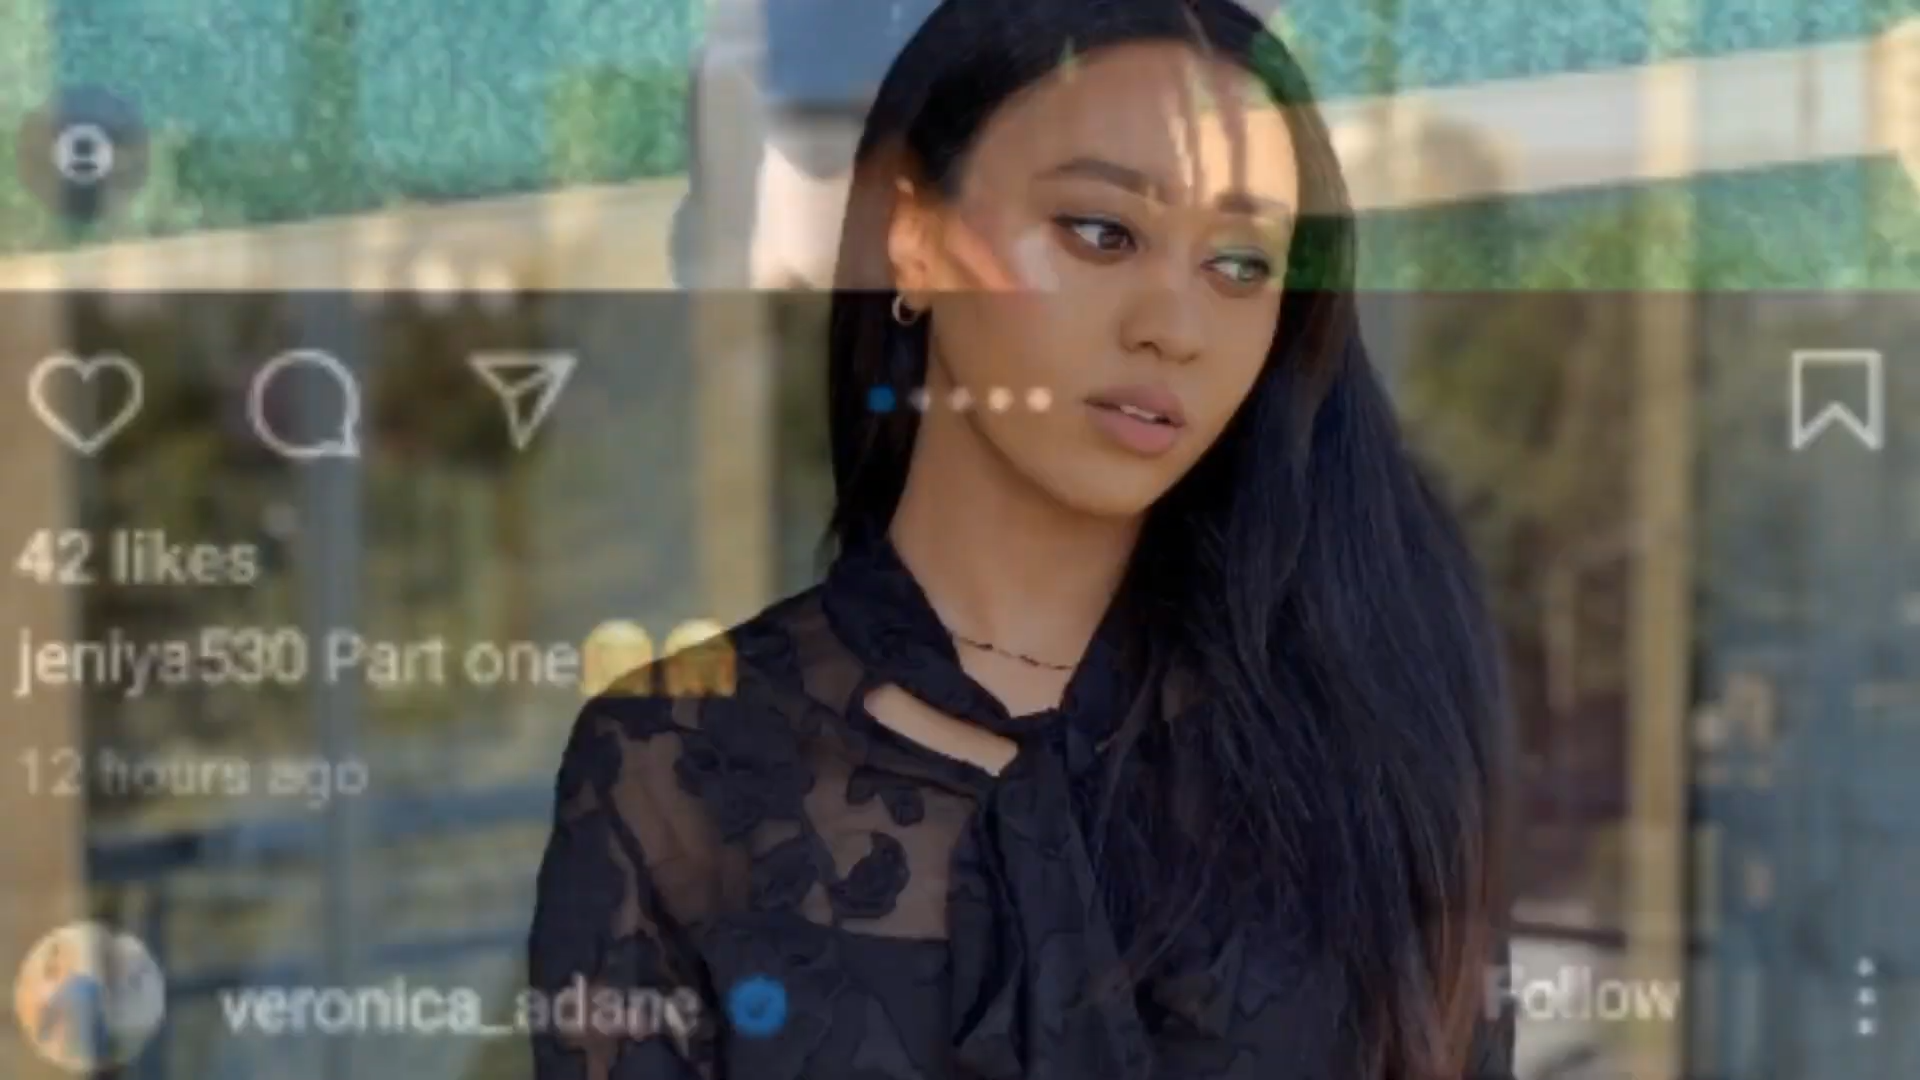 42 likes
jeniya530 Part one
12 hours ago
veronica_adane Follow